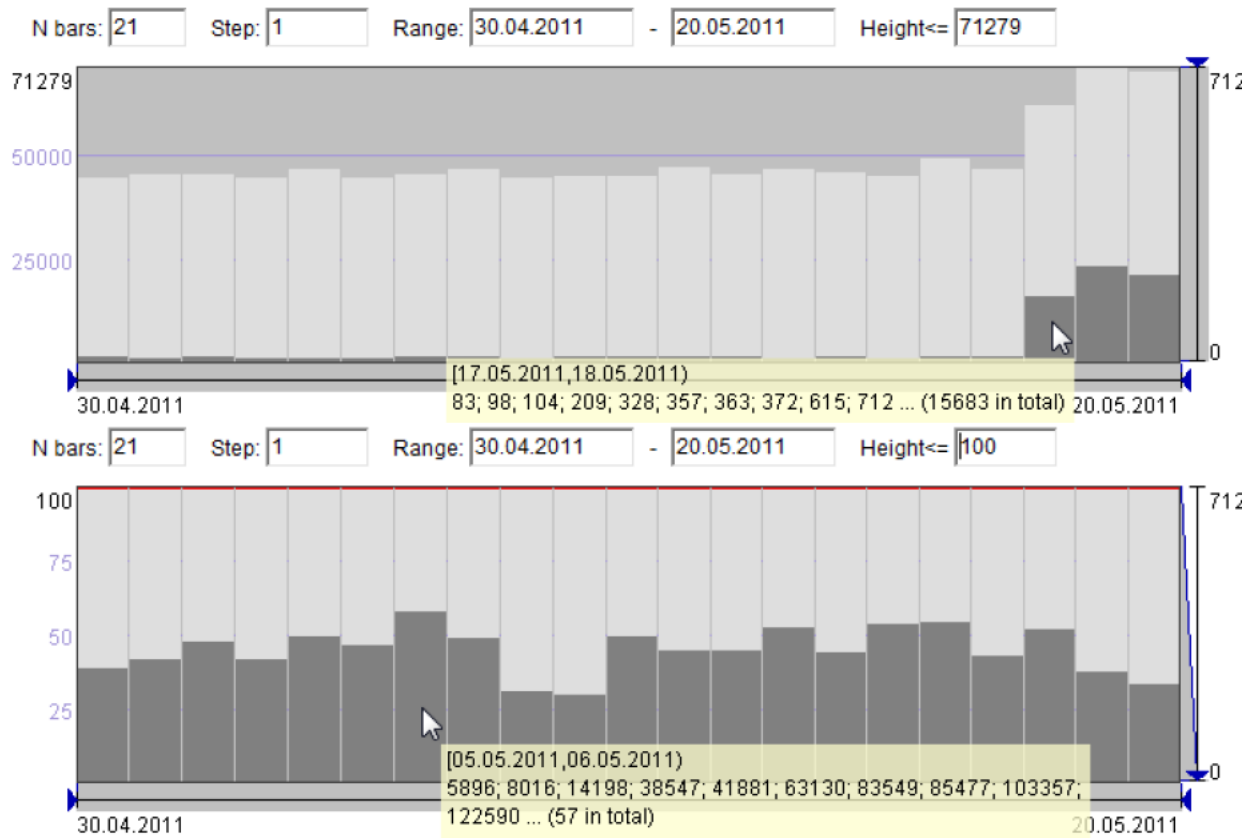 N bars: 21 Step: 1 Range: 30.04.2011 - 20.05.2011 Height<= 71279
71279 712
50000
25000
0
[17.05.2011,18.05.2011)
83; 98; 104; 209; 328; 357; 363; 372; 615; 712 ... (15683 in total)
30.04.2011 20.05.2011
N bars: 21 Step: 1 Range: 30.04.2011 - 20.05.2011 Height<= 100
100 712
75
50
25
[05.05.2011,06.05.2011)
0
5896; 8016; 14198; 38547; 41881; 63130; 83549; 85477; 103357;
122590 ... (57 in total)
30.04.2011 20.05.2011